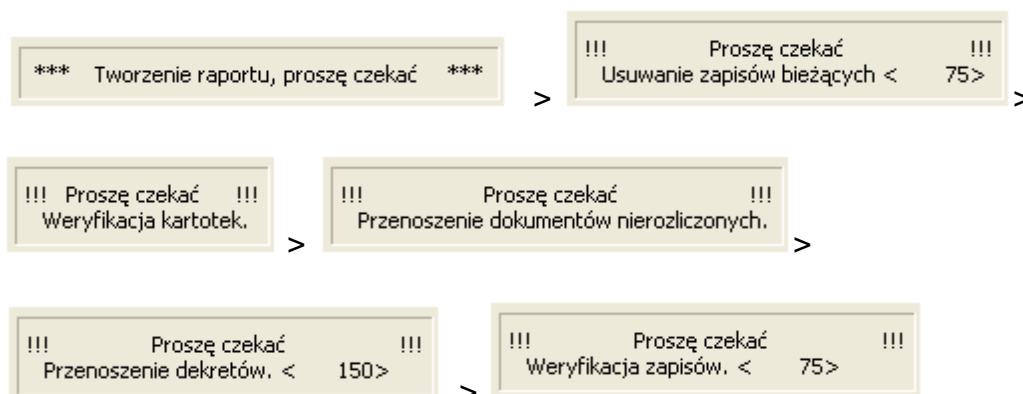 *** Tworzenie raportu, proszę czekać ***
>
!!! Proszę czekać !!!
Usuwanie zapisów bieżących < 75>
>
!!! Proszę czekać !!!
Weryfikacja kartotek.
>
!!! Proszę czekać !!!
Przenoszenie dokumentów nierozliczonych.
>
!!! Proszę czekać !!!
Przenoszenie dekretów. < 150>
>
!!! Proszę czekać !!!
Weryfikacja zapisów. < 75>